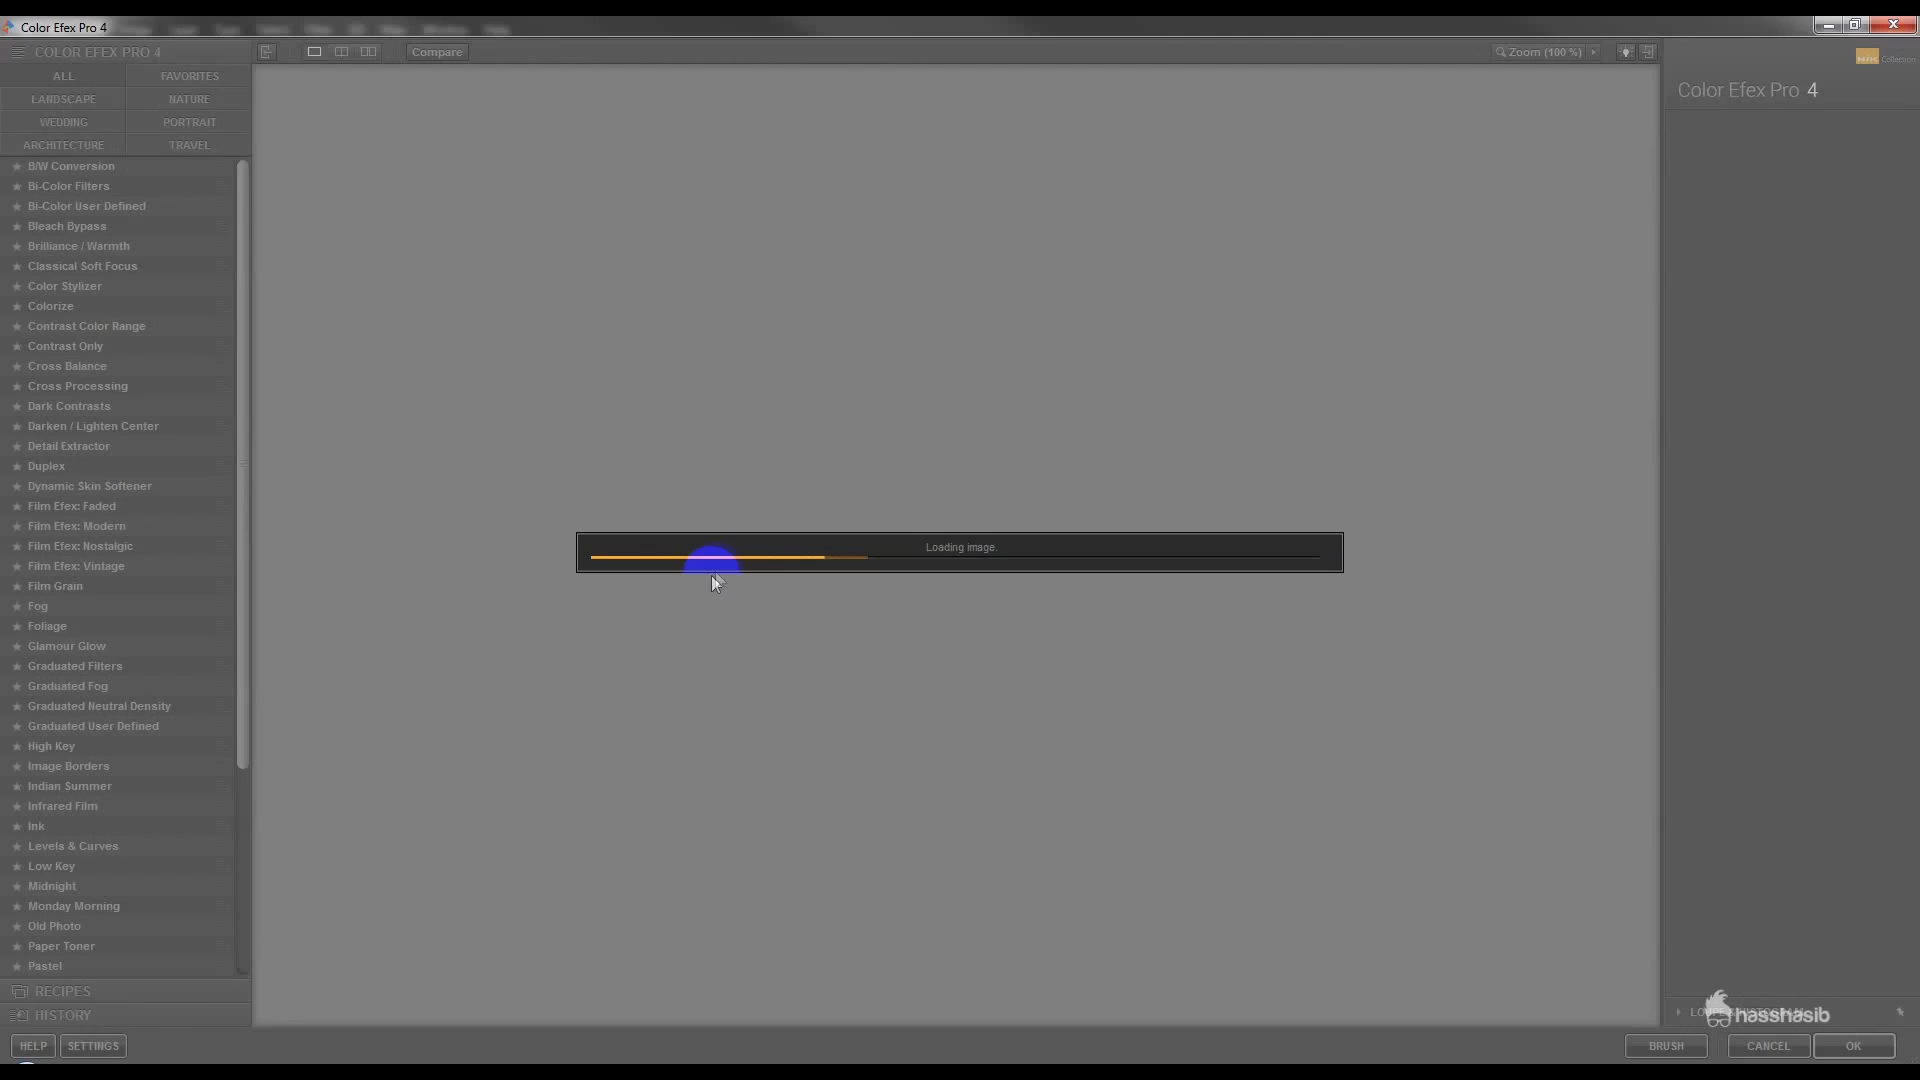 Color Efex Pro 4
COLOR EFEX PRO 4
Compare
Zoom (100 %)
Collection
ALL
FAVORITES
LANDSCAPE
NATURE
WEDDING
PORTRAIT
ARCHITECTURE
TRAVEL
Color Efex Pro 4
B/W Conversion
Bi-Color Filters
Bi-Color User Defined
Bleach Bypass
Brilliance / Warmth
Classical Soft Focus
Color Stylizer
Colorize
Contrast Color Range
Contrast Only
Cross Balance
Cross Processing
Dark Contrasts
Darken / Lighten Center
Detail Extractor
Duplex
Dynamic Skin Softener
Film Efex: Faded
Film Efex: Modern
Film Efex: Nostalgic
Film Efex: Vintage
Film Grain
Fog
Foliage
Glamour Glow
Graduated Filters
Graduated Fog
Graduated Neutral Density
Graduated User Defined
High Key
Image Borders
Indian Summer
Infrared Film
Ink
Levels & Curves
Low Key
Midnight
Monday Morning
Old Photo
Paper Toner
Pastel
Loading image.
RECIPES
HISTORY
hasshasib
HELP
SETTINGS
BRUSH
CANCEL
OK